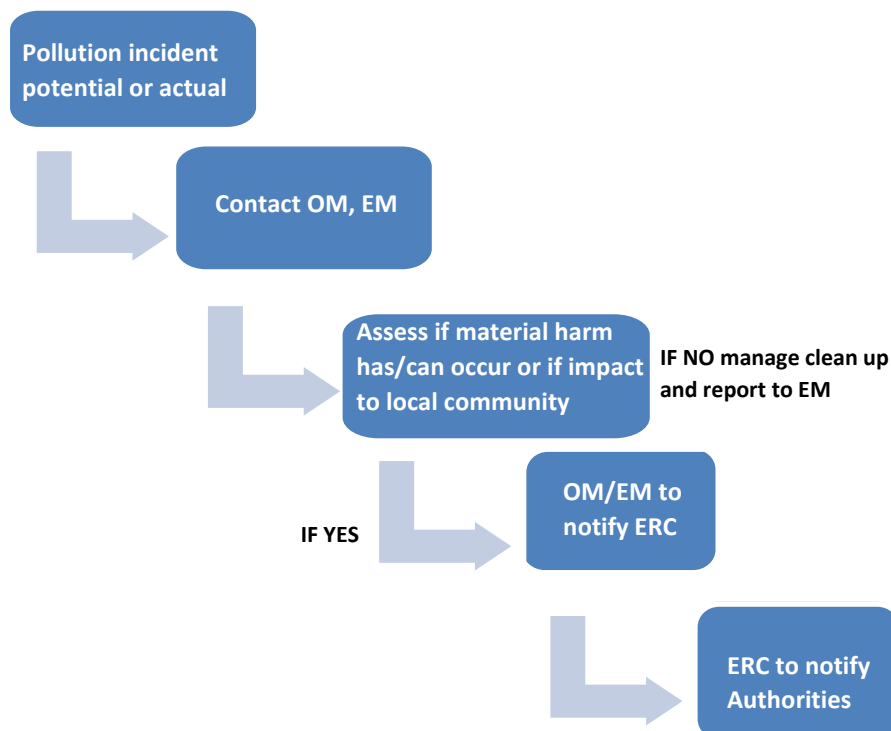 Pollution incident
potential or actual
Contact OM, EM
Assess if material harm
has/can occur or if impact
to local community
IF NO manage clean up
and report to EM
OM/EM to
notify ERC
IF YES
ERC to notify
Authorities